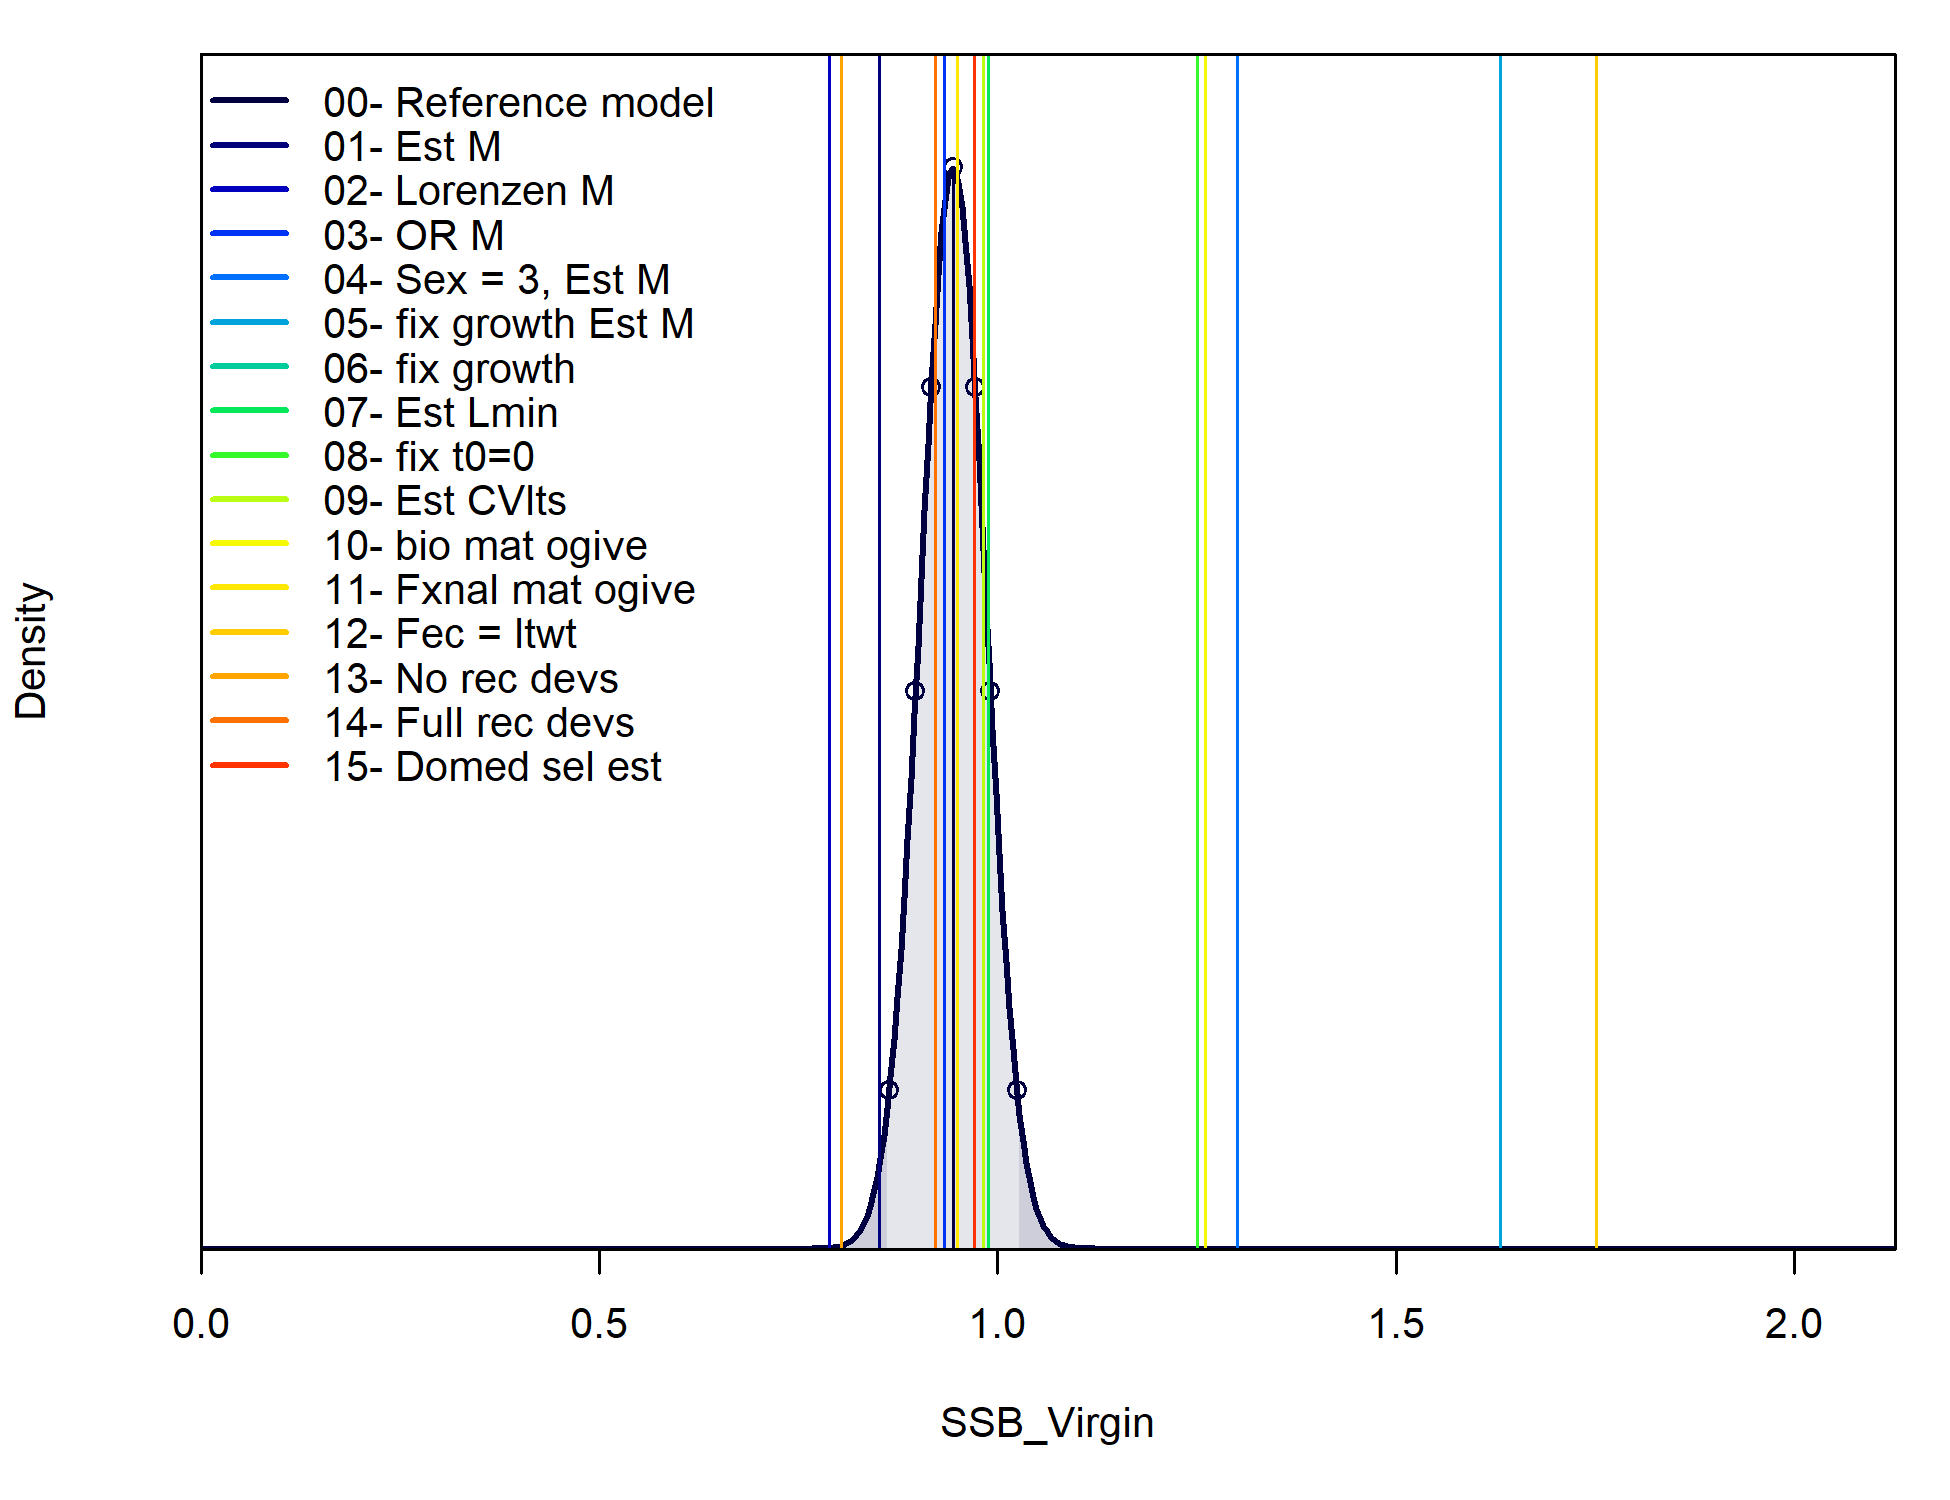 00- Reference model
01- Est M
02- Lorenzen M
03- OR M
04- Sex = 3, Est M
05- fix growth Est M
06- fix growth
07- Est Lmin
08- fix t0=0
09- Est CVlts
10- bio mat ogive
11- Fxnal mat ogive
12- Fec = ltwt
13- No rec devs
14- Full rec devs
15- Domed sel est
Density
0.0 0.5 1.0 1.5 2.0
SSB_Virgin